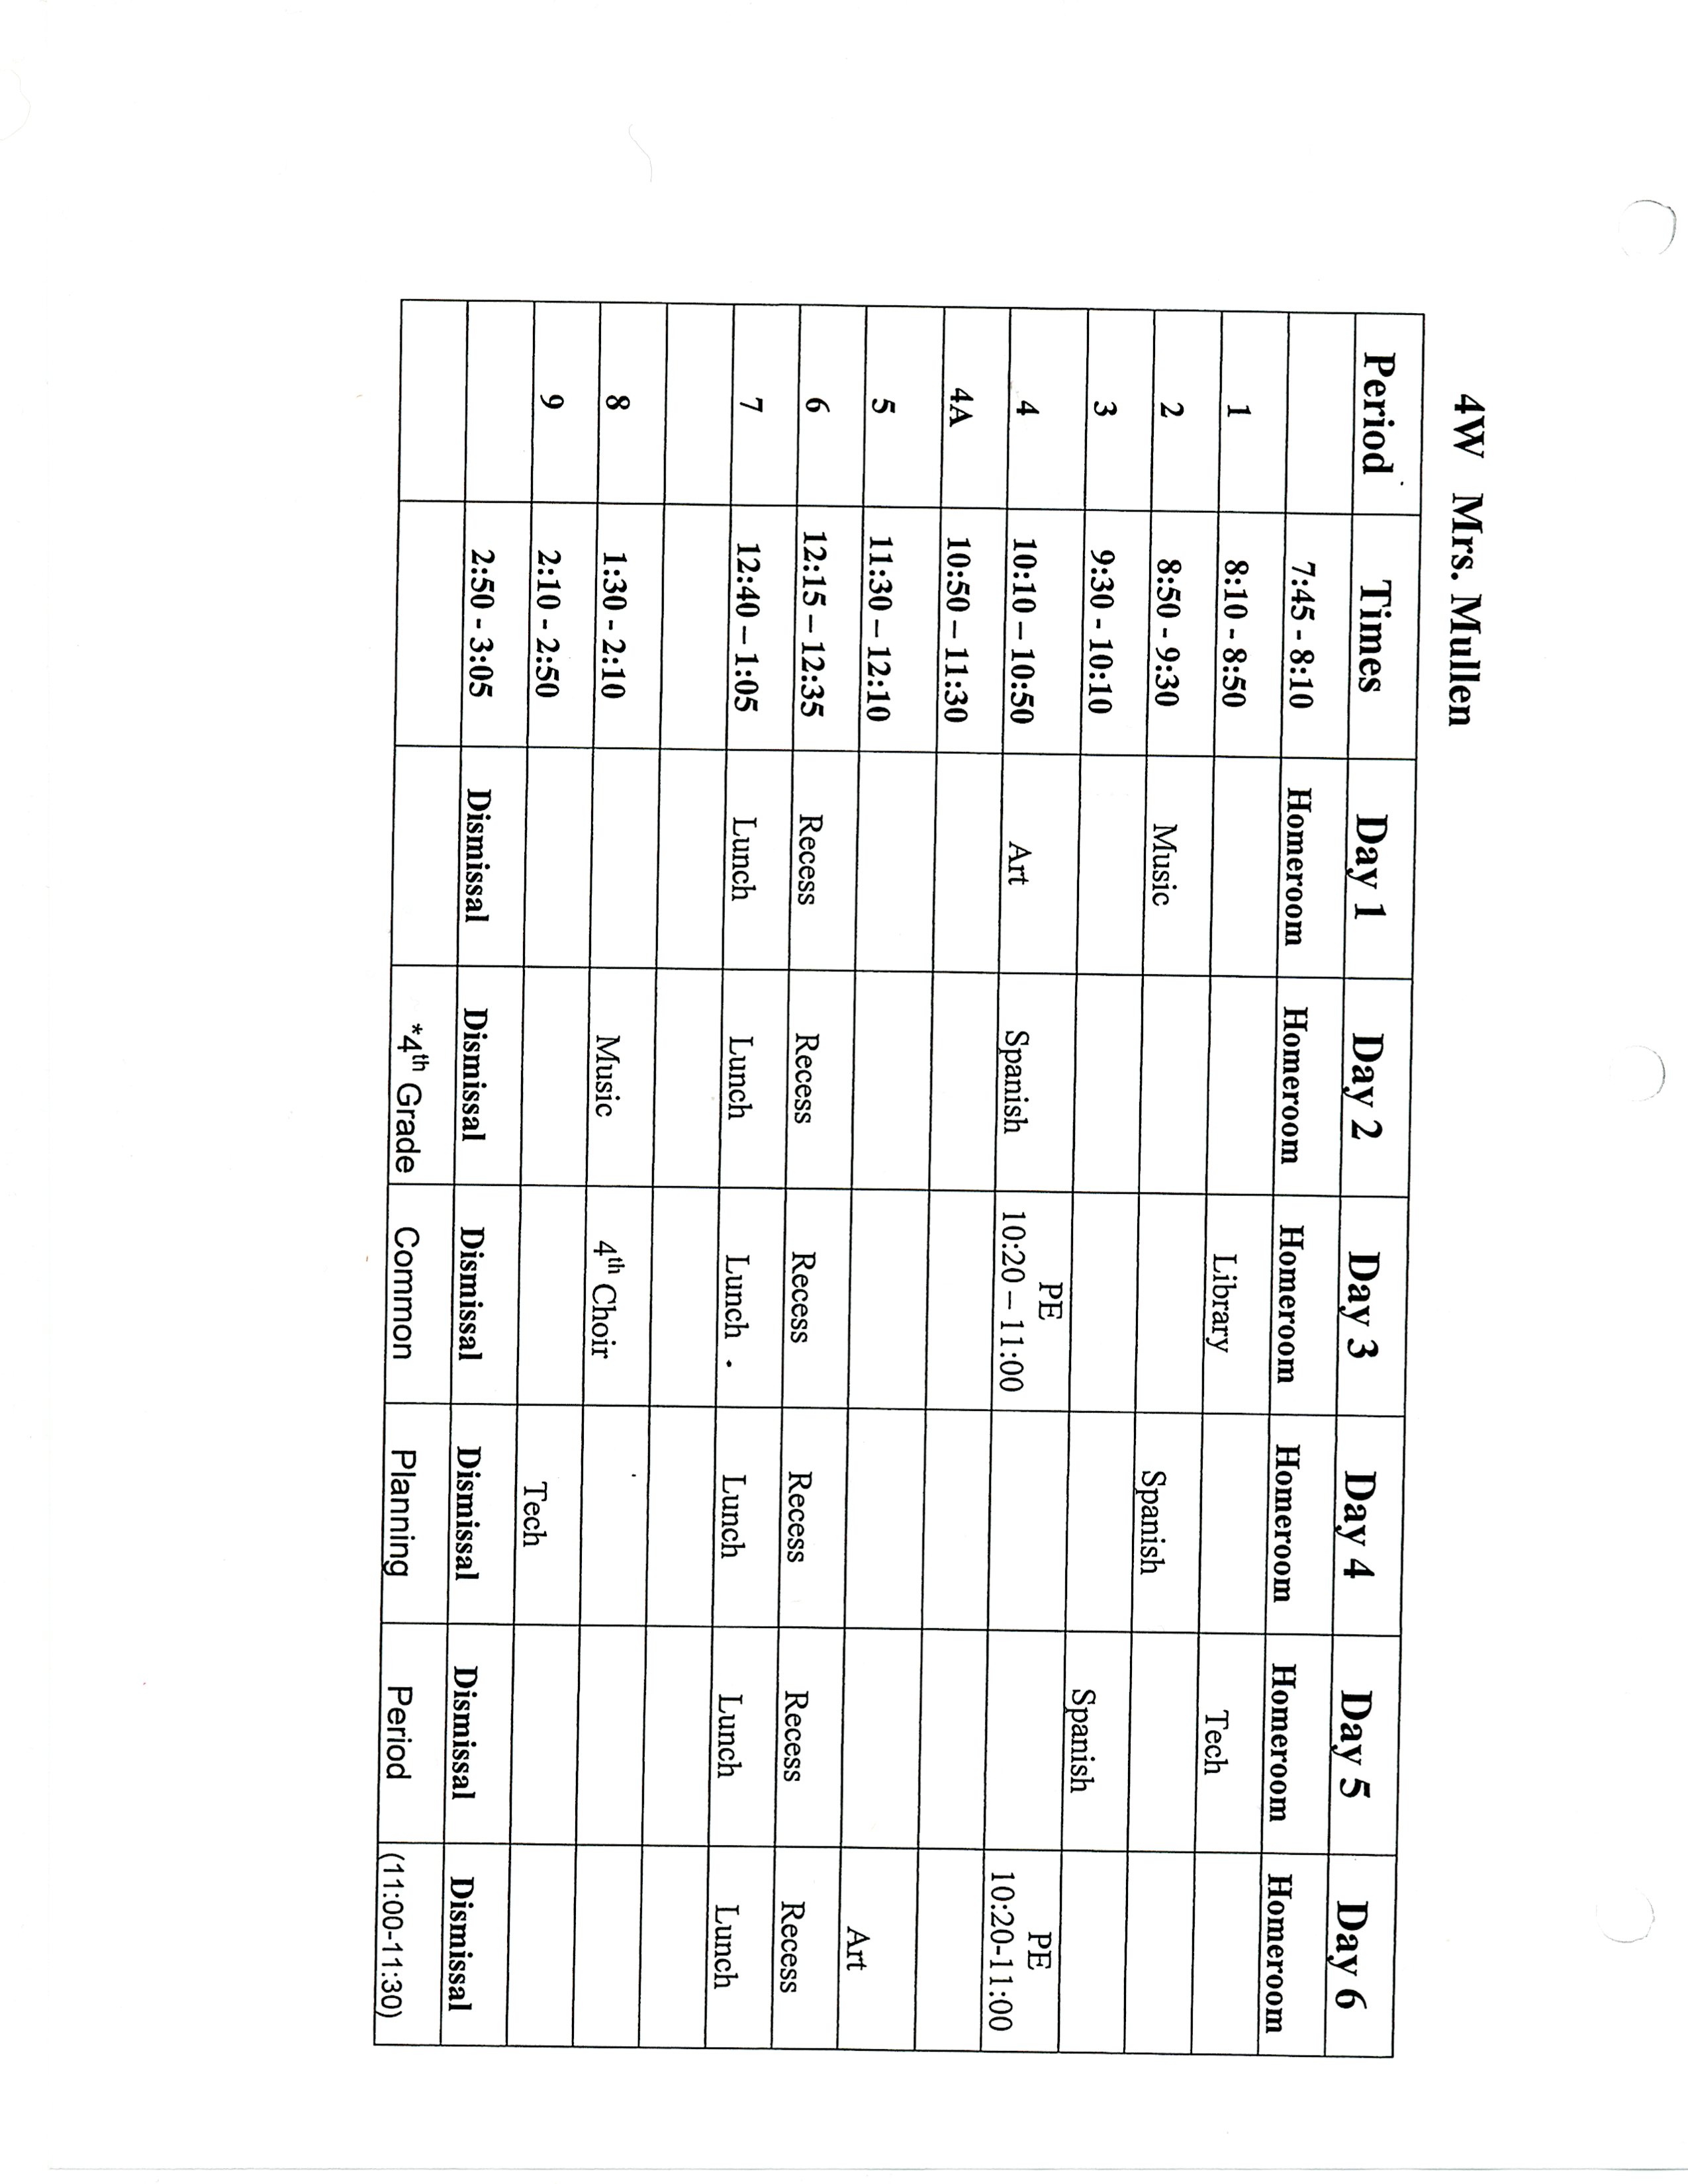 4W Mrs. Mullen
Period Times Day 1 Day 2 Day 3 Day 4 Day 5 Day 6
7:45 - 8:10 Homeroom Homeroom Homeroom Homeroom Homeroom Homeroom
1 8:10 - 8:50 Library Tech
2 8:50 - 9:30 Music Spanish
3 9:30 - 10:10 Spanish
4 10:10 – 10:50 Art Spanish PE 10:20 – 11:00 PE 10:20-11:00
4A 10:50 – 11:30
5 11:30 – 12:10 Art
6 12:15 – 12:35 Recess Recess Recess Recess Recess Recess
7 12:40 – 1:05 Lunch Lunch Lunch Lunch Lunch Lunch
8 1:30 - 2:10 Music 4th Choir
9 2:10 - 2:50 Tech
2:50 - 3:05 Dismissal Dismissal Dismissal Dismissal Dismissal Dismissal
*4th Grade Common Planning Period (11:00-11:30)